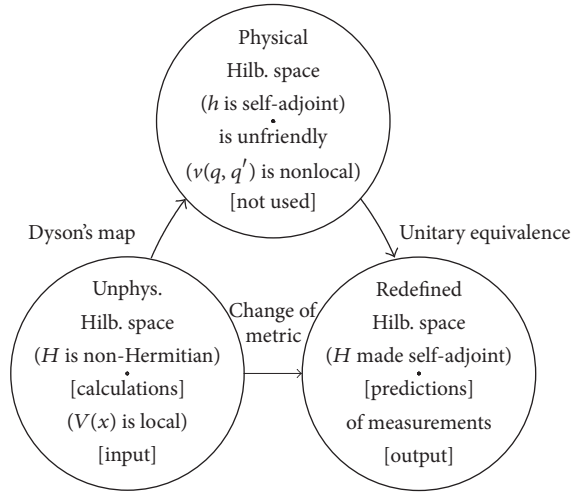 Physical
Hilb. space
(h is self-adjoint)
is unfriendly
(v(q, q′) is nonlocal)
[not used]
Dyson's map
Unitary equivalence
Unphys.
Hilb. space
(H is non-Hermitian)
[calculations]
(V(x) is local)
[input]
Change of
metric
Redefined
Hilb. space
(H made self-adjoint)
[predictions]
of measurements
[output]